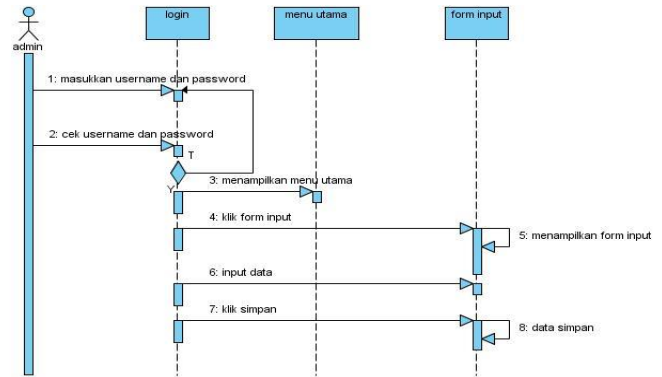 login
menu utama
form input
admin
1: masukkan username dan password
2: cek username dan password
T
3: menampilkan menu utama
Y
4: klik form input
5: menampilkan form input
6: input data
7: klik simpan
8: data simpan